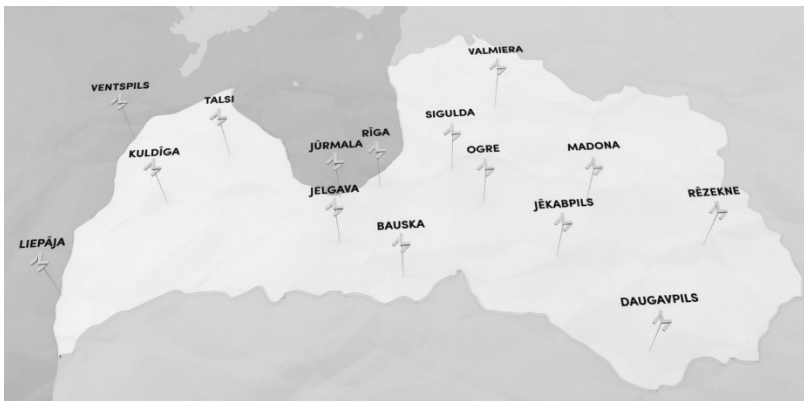 VALMIERA
VENTSPILS
TALSI
SIGULDA
RĪGA
JŪRMALA
OGRE
MADONA
KULDĪGA
JELGAVA
RĒZEKNE
JĒKABPILS
BAUSKA
LIEPĀJA
DAUGAVPILS